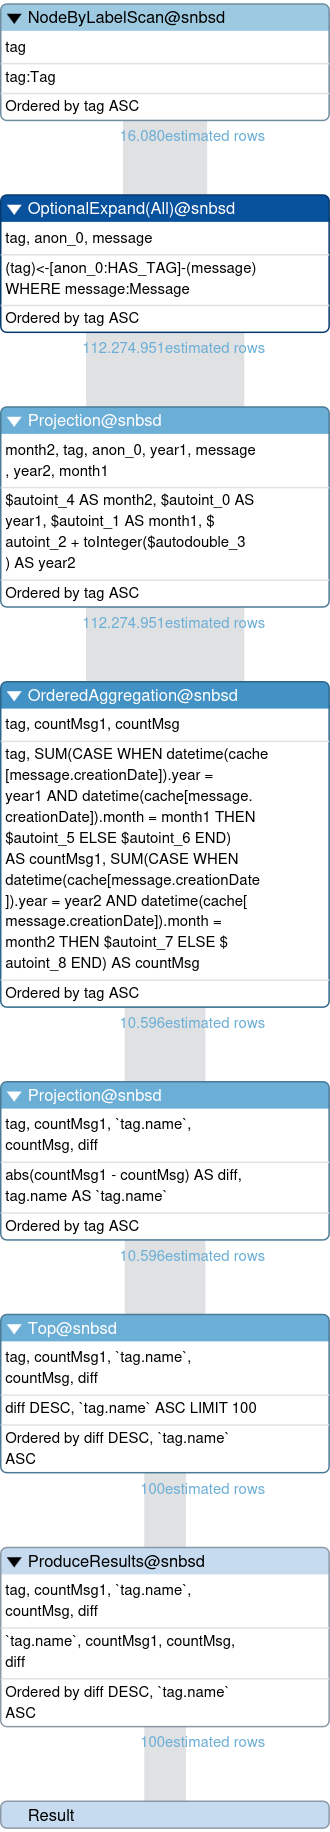 NodeByLabelScan@snbsd
tag
tag:Tag
Ordered by tag ASC
16.080estimated rows
OptionalExpand(All)@snbsd
tag, anon_0, message
(tag)<-[anon_0:HAS_TAG]-(message)
WHERE message:Message
Ordered by tag ASC
112.274.951estimated rows
Projection@snbsd
month2, tag, anon_0, year1, message
, year2, month1
$autoint_4 AS month2, $autoint_0 AS
year1, $autoint_1 AS month1, $
autoint_2 + toInteger($autodouble_3
) AS year2
Ordered by tag ASC
112.274.951estimated rows
OrderedAggregation@snbsd
tag, countMsg1, countMsg
tag, SUM(CASE WHEN datetime(cache
[message.creationDate]).year =
year1 AND datetime(cache[message.
creationDate]).month = month1 THEN
$autoint_5 ELSE $autoint_6 END)
AS countMsg1, SUM(CASE WHEN
datetime(cache[message.creationDate
]).year = year2 AND datetime(cache[
message.creationDate]).month =
month2 THEN $autoint_7 ELSE $
autoint_8 END) AS countMsg
Ordered by tag ASC
10.596estimated rows
Projection@snbsd
tag, countMsg1, `tag.name`,
countMsg, diff
abs(countMsg1 - countMsg) AS diff,
tag.name AS `tag.name`
Ordered by tag ASC
10.596estimated rows
Top@snbsd
tag, countMsg1, `tag.name`,
countMsg, diff
diff DESC, `tag.name` ASC LIMIT 100
Ordered by diff DESC, `tag.name`
ASC
100estimated rows
ProduceResults@snbsd
tag, countMsg1, `tag.name`,
countMsg, diff
`tag.name`, countMsg1, countMsg,
diff
Ordered by diff DESC, `tag.name`
ASC
100estimated rows
Result